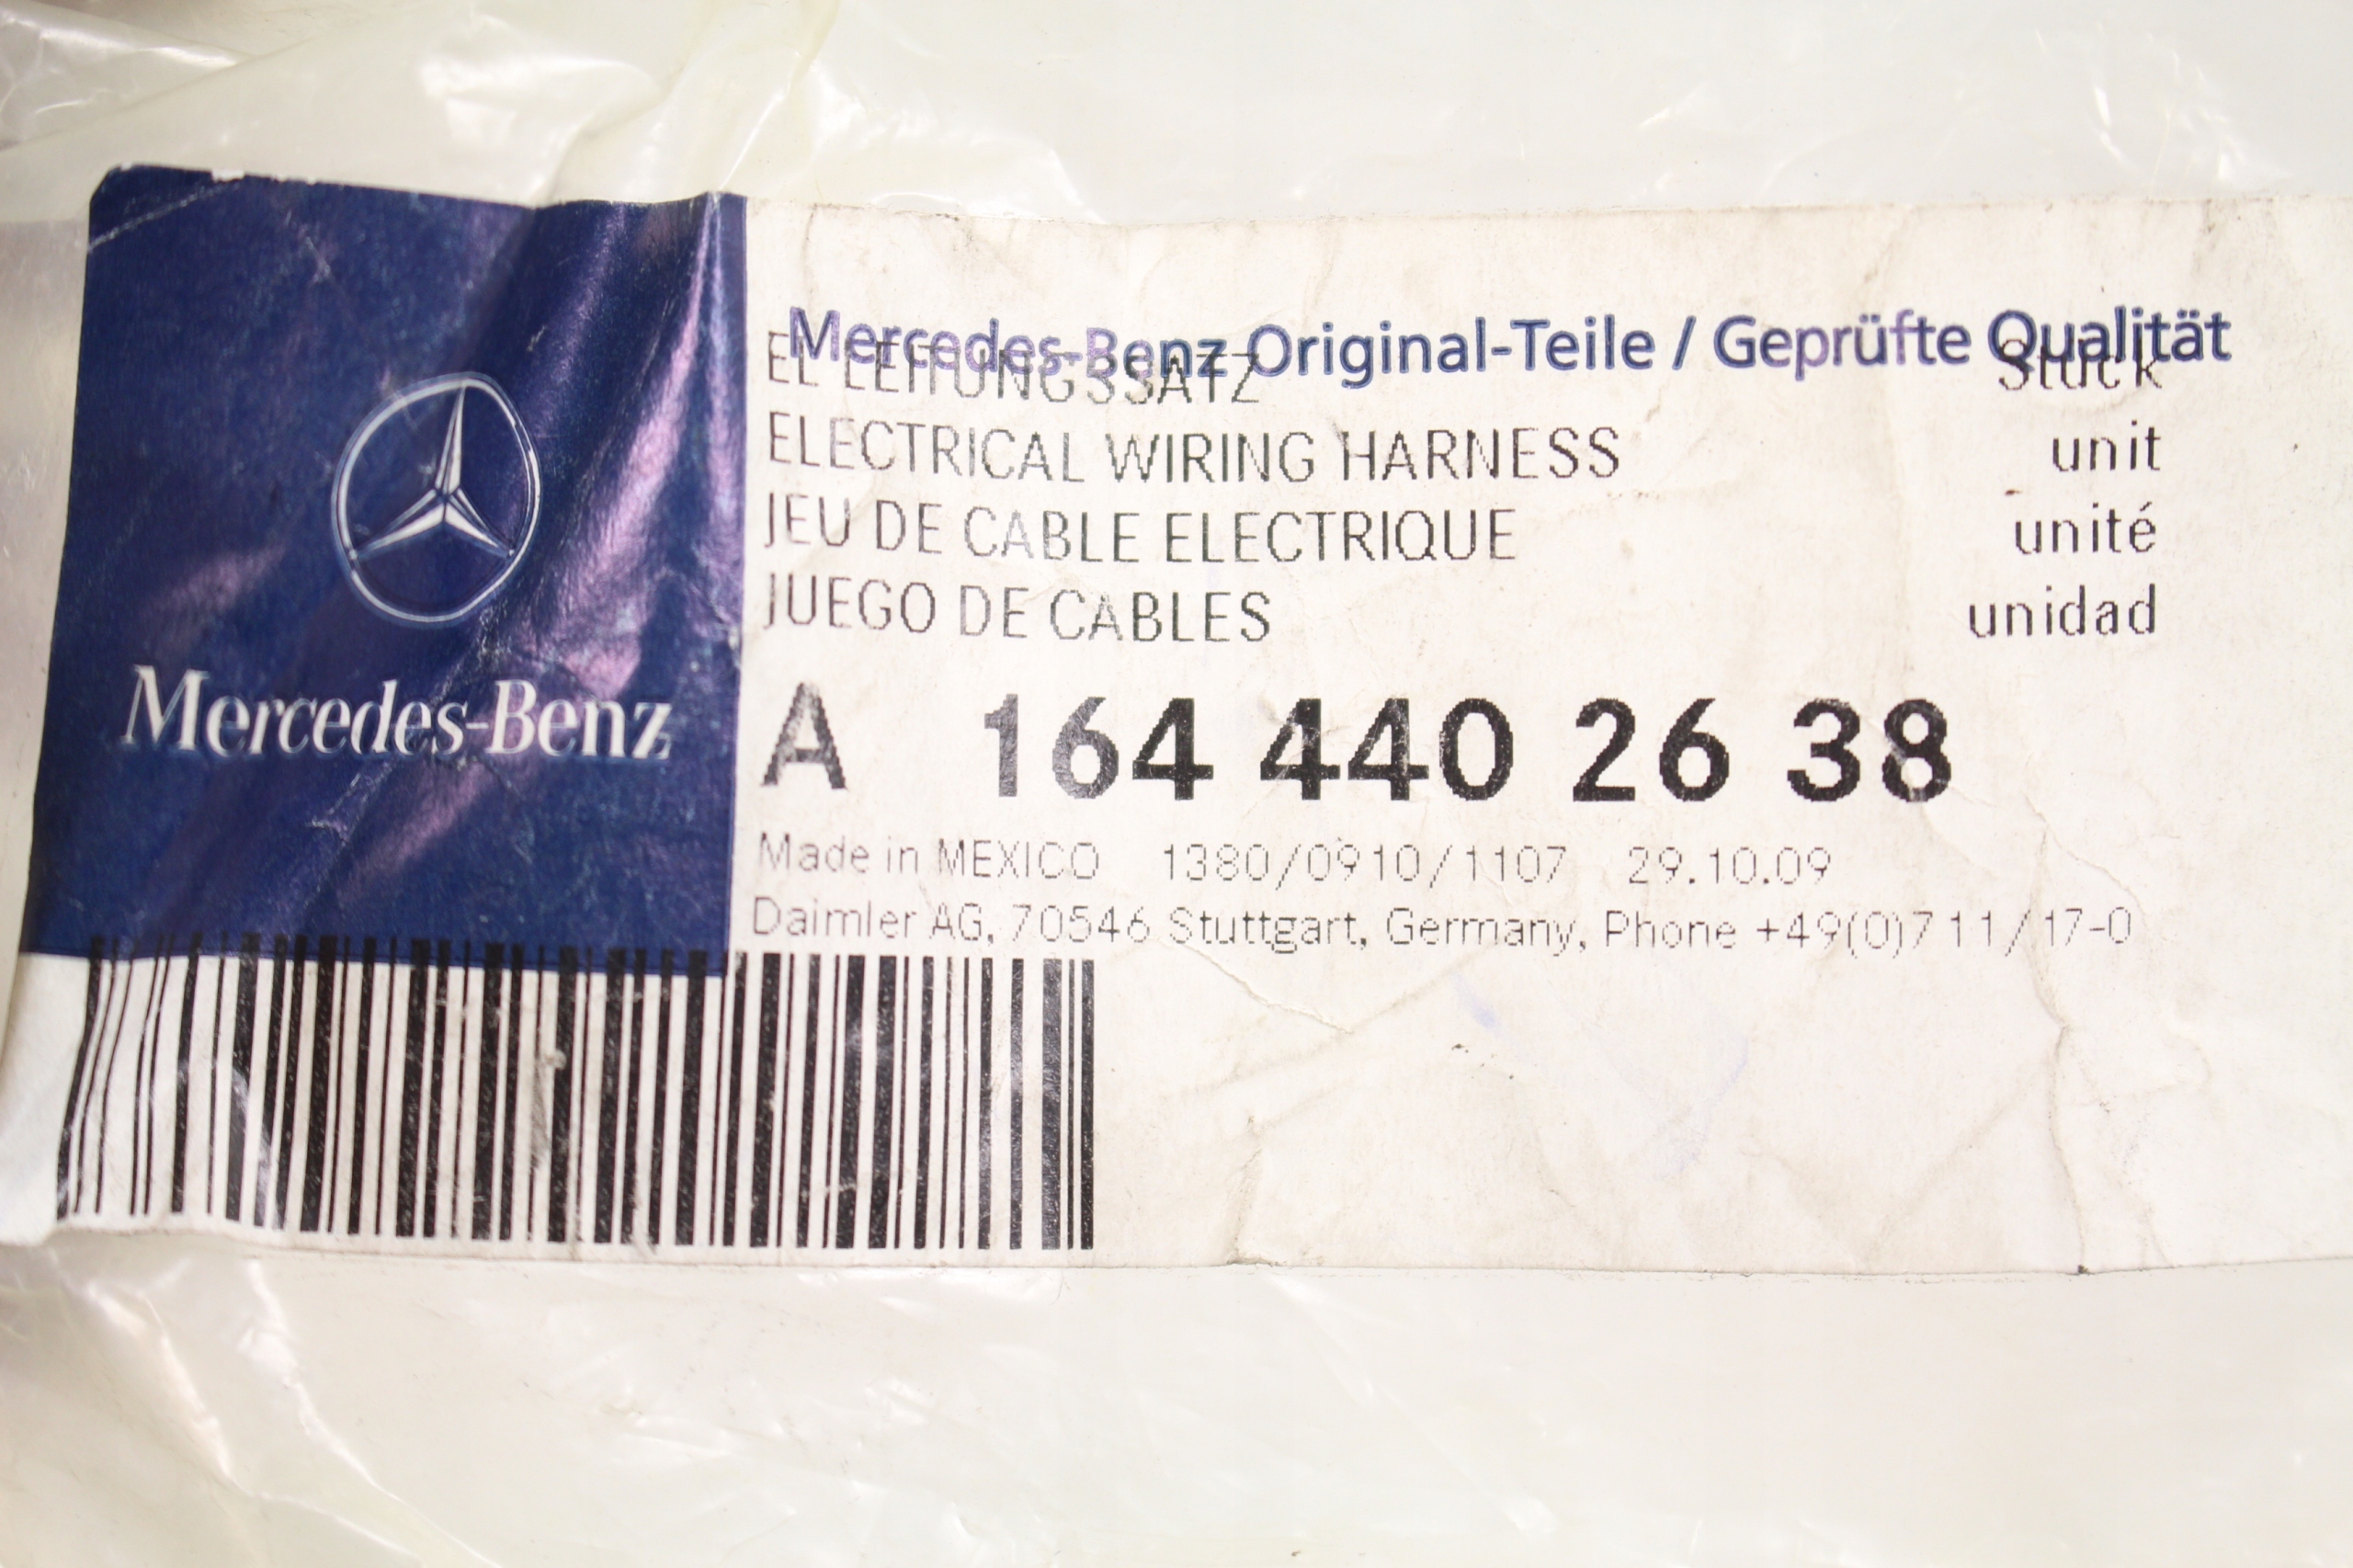 Mercedes-Benz
Mercedes-Benz Original-Teile / Geprüfte Qualität
EL LEITUNGSSATZ Stück
ELECTRICAL WIRING HARNESS unit
JEU DE CABLE ELECTRIQUE unité
JUEGO DE CABLES unidad
A 164 440 26 38
Made in MEXICO 1380/0910/1107 29.10.09
Daimler AG, 70546 Stuttgart, Germany, Phone +49(0)711/17-0